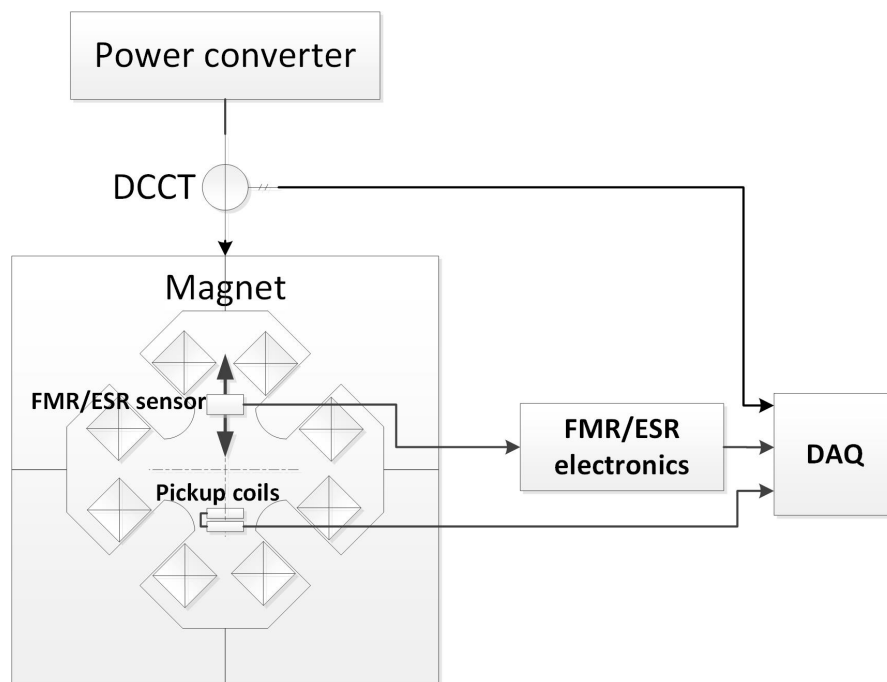 Power converter
DCCT
Magnet
FMR/ESR sensor
FMR/ESR
electronics
DAQ
Pickup coils